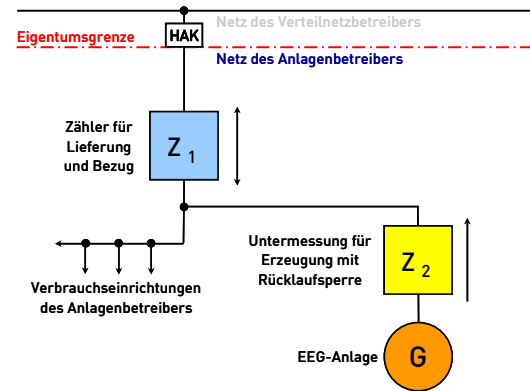 Netz des Verteilnetzbetreibers
Eigentumsgrenze
HAK
Netz des Anlagenbetreibers
Zähler für
Lieferung
und Bezug
Z 1
Untermessung für
Erzeugung mit
Rücklaufsperre
Z 2
Verbrauchseinrichtungen
des Anlagenbetreibers
EEG-Anlage
G